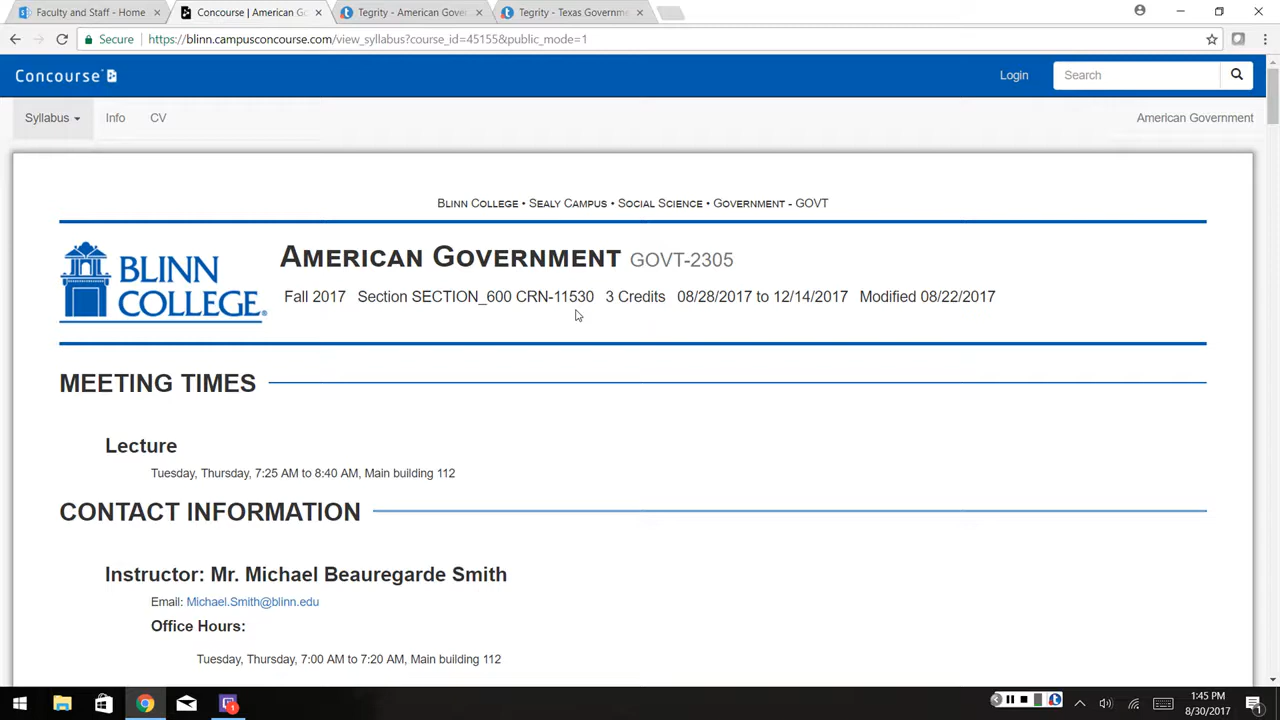 Faculty and Staff - Home
Concourse | American Go
Tegrity - American Gove
Tegrity - Texas Governme
Secure
https://blinn.campusconcourse.com/view_syllabus?course_id=45155&public_mode=1
Concourse
Login
Search
Syllabus
Info
CV
American Government
Blinn College • Sealy Campus • Social Science • Government - GOVT
BLINN
COLLEGE
American Government GOVT-2305
Fall 2017 Section SECTION_600 CRN-11530 3 Credits 08/28/2017 to 12/14/2017 Modified 08/22/2017
MEETING TIMES
Lecture
Tuesday, Thursday, 7:25 AM to 8:40 AM, Main building 112
CONTACT INFORMATION
Instructor: Mr. Michael Beauregarde Smith
Email: Michael.Smith@blinn.edu
Office Hours:
Tuesday, Thursday, 7:00 AM to 7:20 AM, Main building 112
1:45 PM
8/30/2017